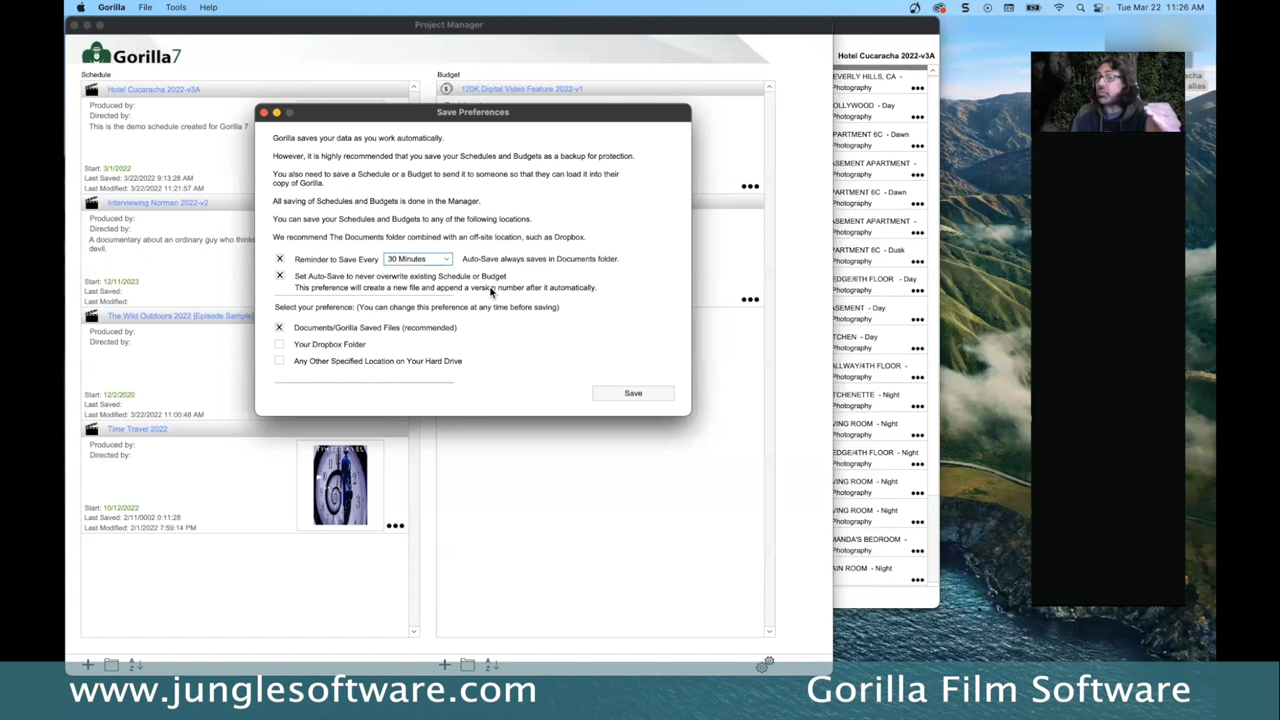 Gorilla File Tools Help
Tue Mar 22 11:26 AM
Project Manager
Gorilla7
Schedule
Hotel Cucaracha 2022-v3A
Produced by:
Directed by:
This is the demo schedule created for Gorilla 7
Start: 3/1/2022
Last Saved: 3/22/2022 9:13:28 AM
Last Modified: 3/22/2022 11:21:57 AM
Interviewing Norman 2022-v2
Produced by:
Directed by:
A documentary about an ordinary guy who thinks
devil.
12/11/2023
Last Saved:
Last Modified:
The Wild Outdoors 2022 [Episode Sample]
Produced by:
Directed by:
Start: 12/2/2020
Last Saved:
Last Modified: 3/22/2022 11:00:48 AM
Time Travel 2022
Produced by:
Directed by:
Start: 10/12/2022
Last Saved: 2/11/0002 0:11:28
Last Modified: 2/1/2022 7:59:14 PM
Budget
120K Digital Video Feature 2022-v1
Save Preferences
Gorilla saves your data as you work automatically.
However, it is highly recommended that you save your Schedules and Budgets as a backup for protection.
You also need to save a Schedule or a Budget to send it to someone so that they can load it into their
copy of Gorilla.
All saving of Schedules and Budgets is done in the Manager.
You can save your Schedules and Budgets to any of the following locations.
We recommend The Documents folder combined with an off-site location, such as Dropbox.
Reminder to Save Every 30 Minutes Auto-Save always saves in Documents folder.
Set Auto-Save to never overwrite existing Schedule or Budget
This preference will create a new file and append a version number after it automatically.
Select your preference: (You can change this preference at any time before saving)
Documents/Gorilla Saved Files (recommended)
Your Dropbox Folder
Any Other Specified Location on Your Hard Drive
Save
Hotel Cucaracha 2022-v3A
EVERLY HILLS, CA -
Photography
OLLYWOOD - Day
Photography
PARTMENT 6C - Dawn
Photography
ASEMENT APARTMENT -
Photography
PARTMENT 6C - Dawn
Photography
ASEMENT APARTMENT -
Photography
PARTMENT 6C - Dusk
Photography
EDGE/6TH FLOOR - Day
Photography
ASEMENT APARTMENT -
Photography
TCHEN - Day
Photography
ALLWAY/4TH FLOOR -
Photography
TCHENETTE - Night
Photography
VING ROOM - Night
Photography
EDGE/4TH FLOOR - Night
Photography
VING ROOM - Night
Photography
VING ROOM - Night
Photography
MANDA'S BEDROOM -
Photography
AIN ROOM - Night
acha
alias
www.junglesoftware.com
Gorilla Film Software